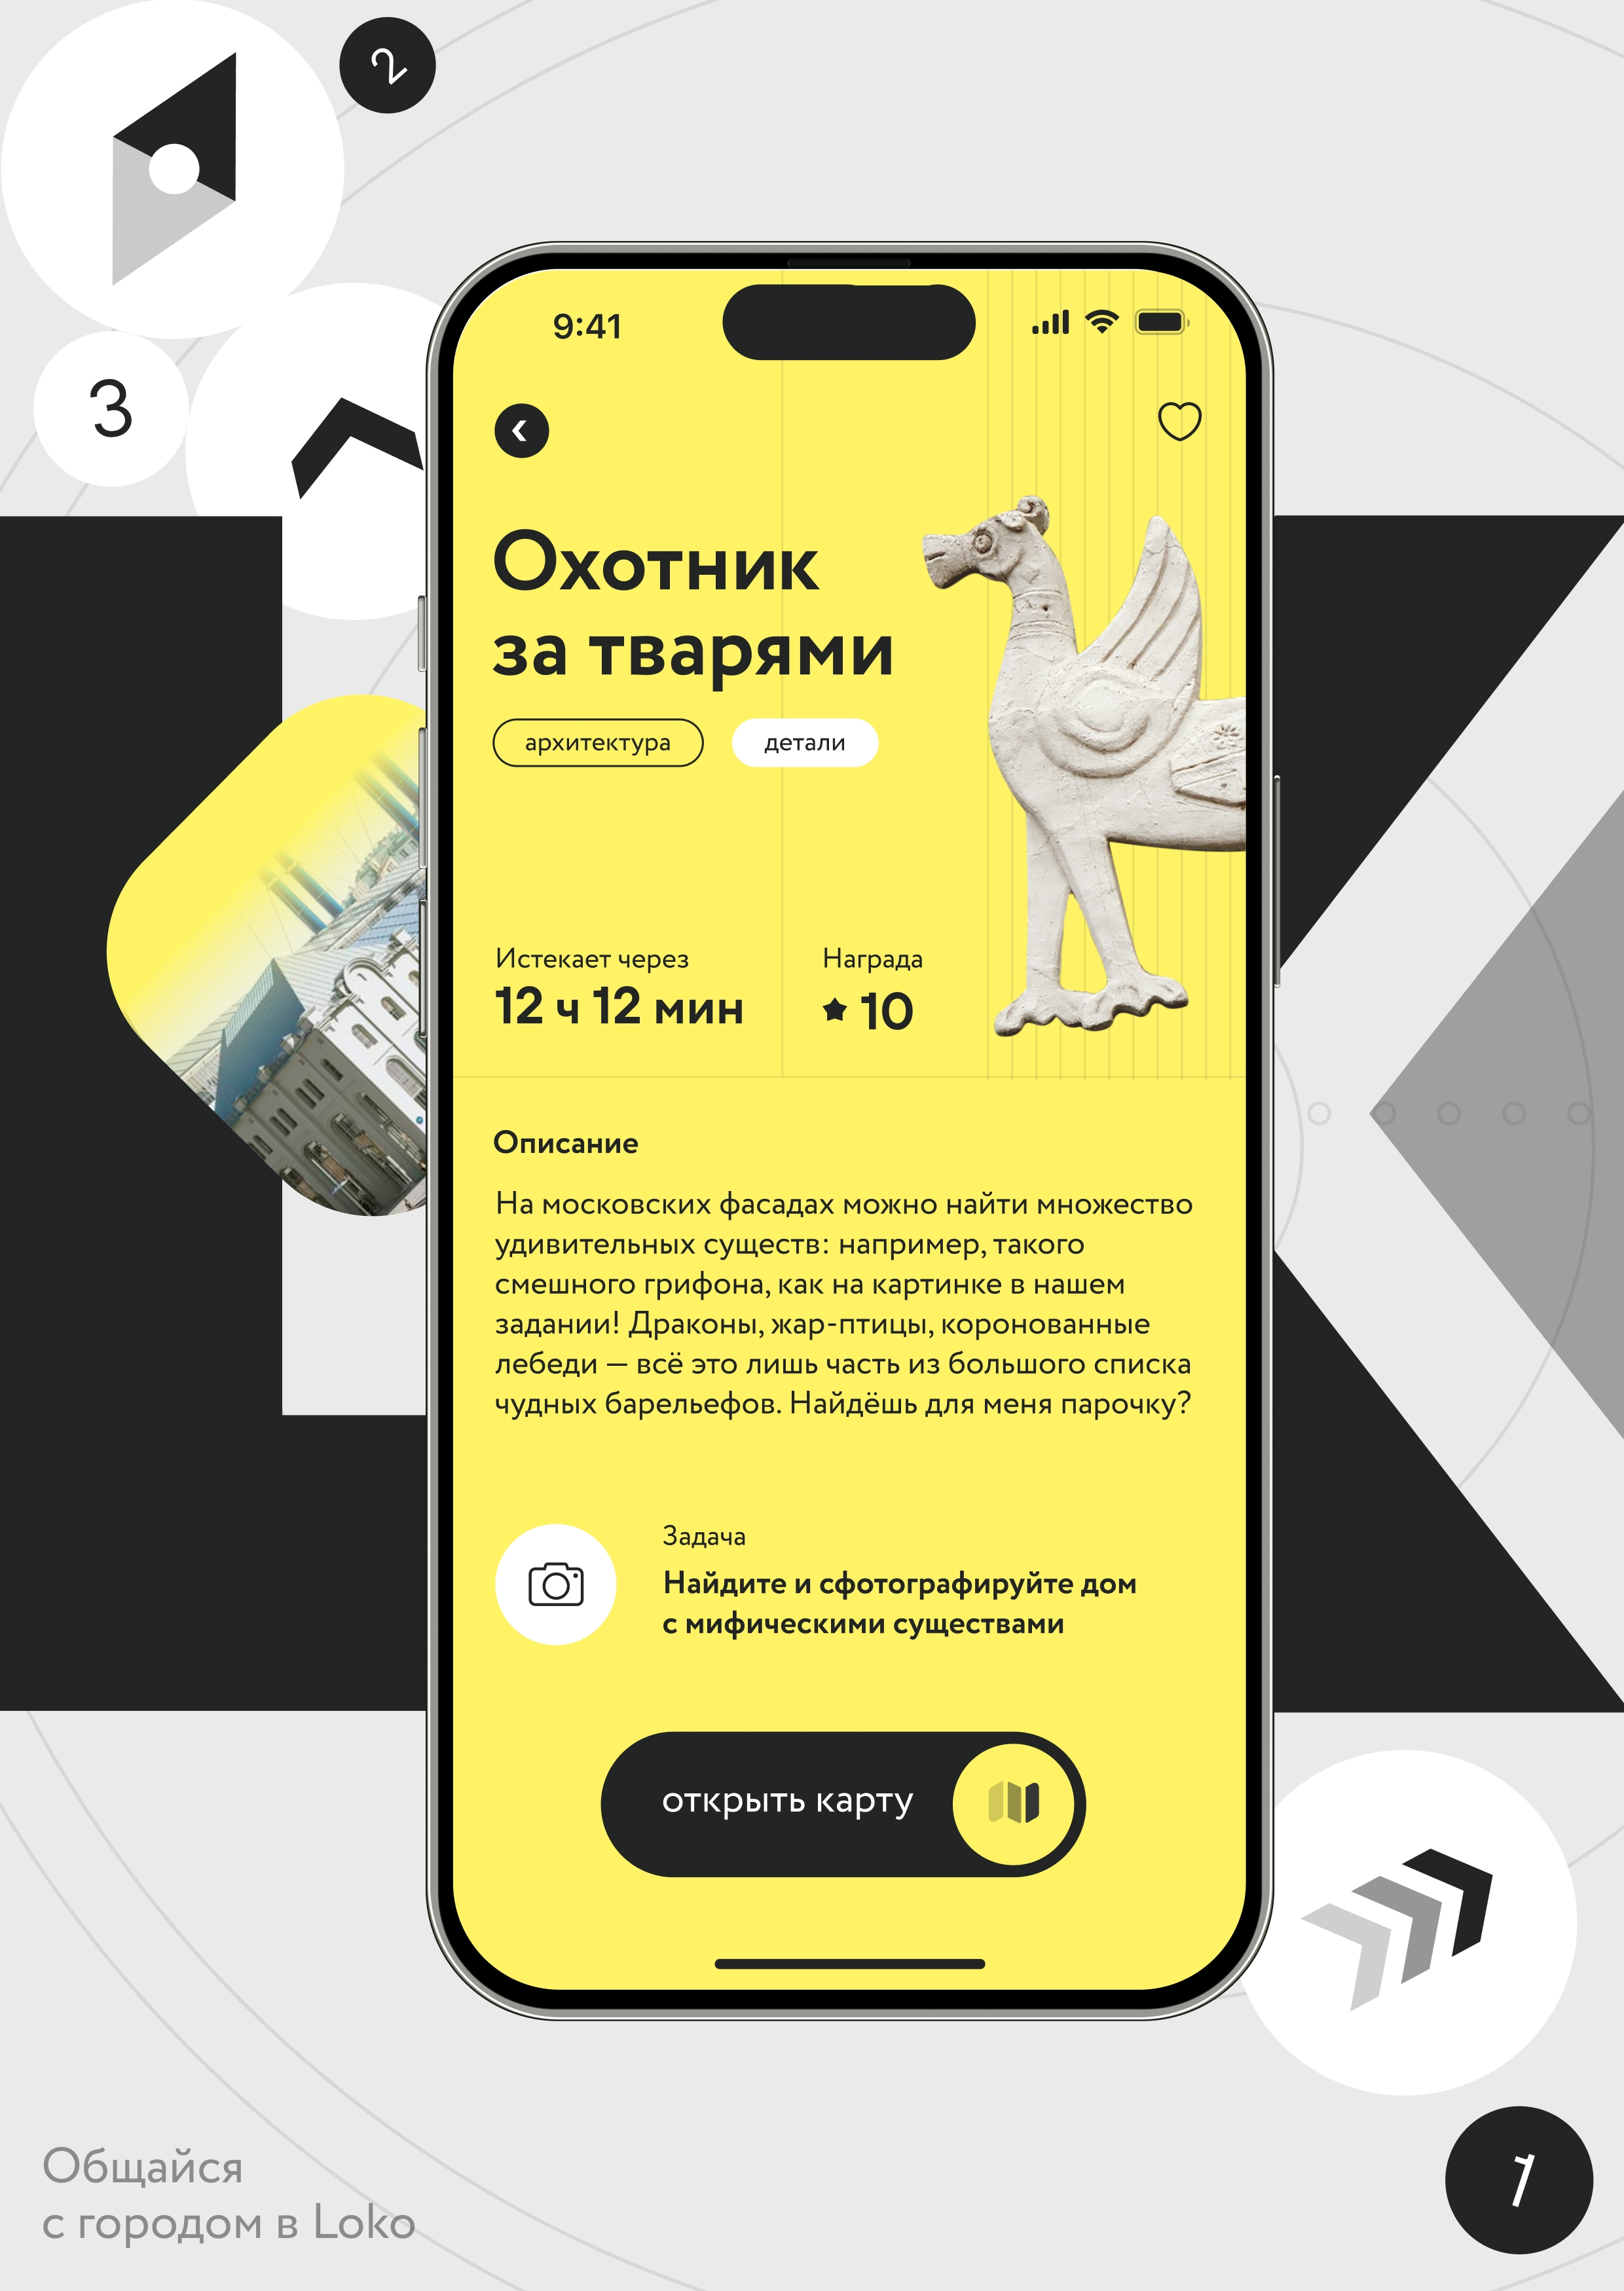 2
3
9:41
Охотник
за тварями
архитектура
детали
Истекает через
12 ч 12 мин
Награда
10
Описание
На московских фасадах можно найти множество
удивительных существ: например, такого
смешного грифона, как на картинке в нашем
задании! Драконы, жар-птицы, коронованные
лебеди — всё это лишь часть из большого списка
чудных барельефов. Найдёшь для меня парочку?
Задача
Найдите и сфотографируйте дом
с мифическими существами
открыть карту
Общайся
с городом в Loko
1